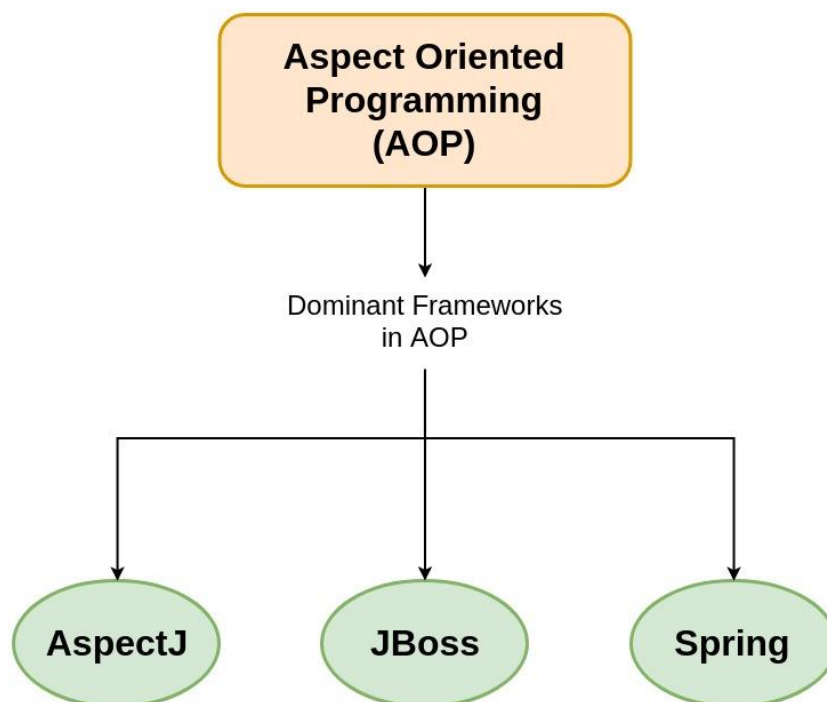 Aspect Oriented
Programming
(AOP)
Dominant Frameworks
in AOP
AspectJ
JBoss
Spring